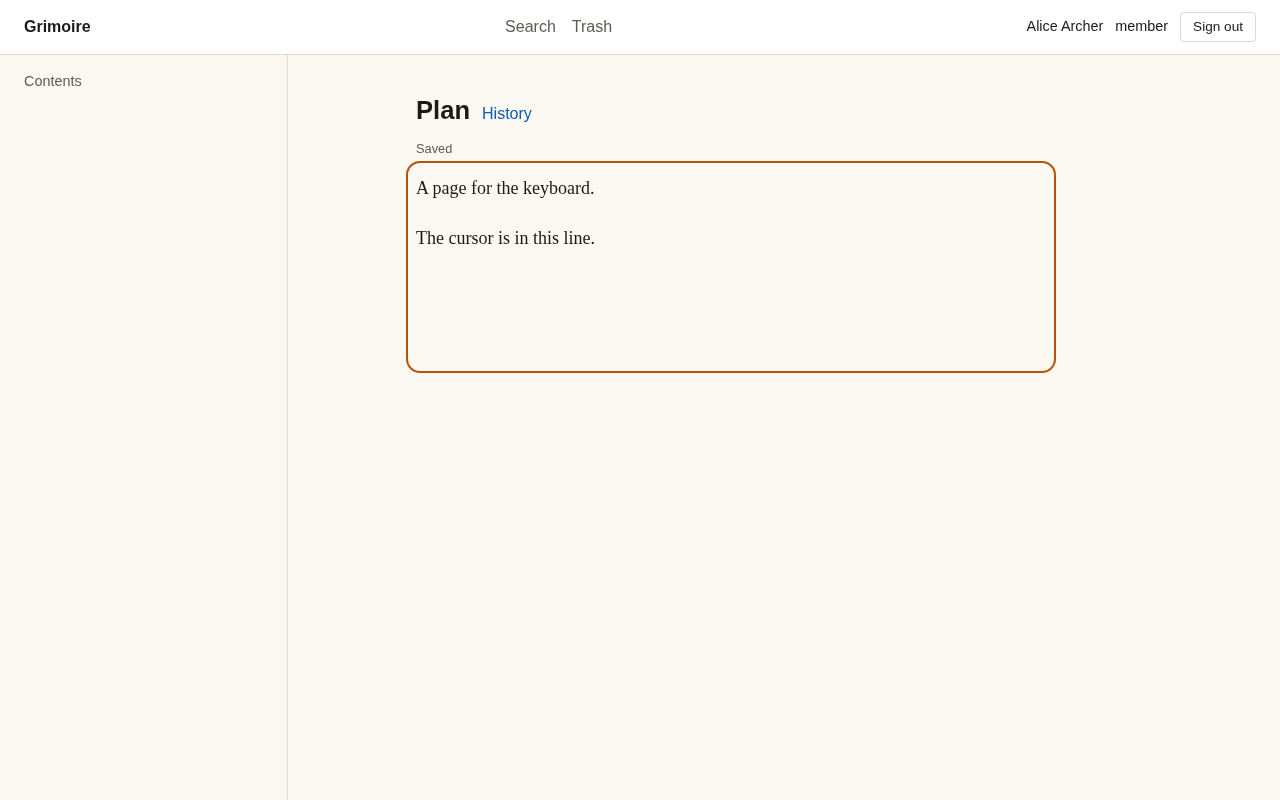 Grimoire
Search Trash
Alice Archer member Sign out
Contents
Plan History
Saved
A page for the keyboard.
The cursor is in this line.